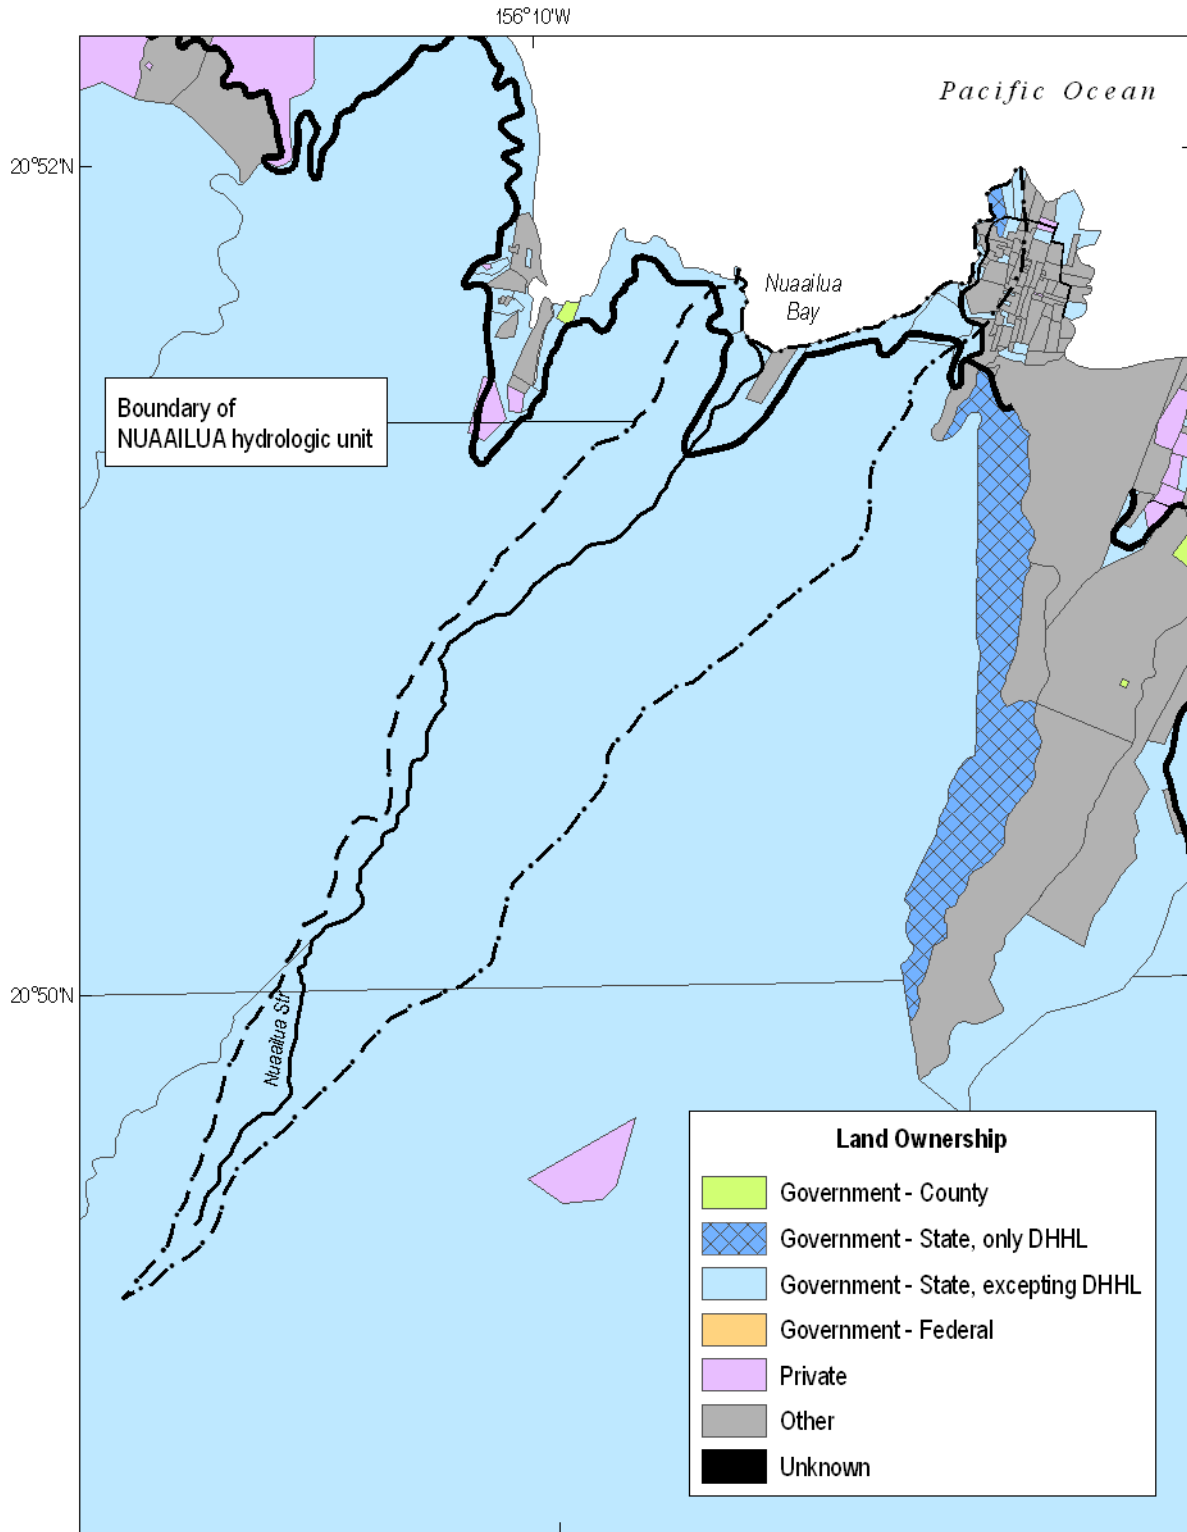 156°10'W
Pacific Ocean
20°52'N
Nuaailua
Bay
Boundary of
NUAAILUA hydrologic unit
20°50'N
Nuaailua Str
Land Ownership
Government - County
Government - State, only DHHL
Government - State, excepting DHHL
Government - Federal
Private
Other
Unknown